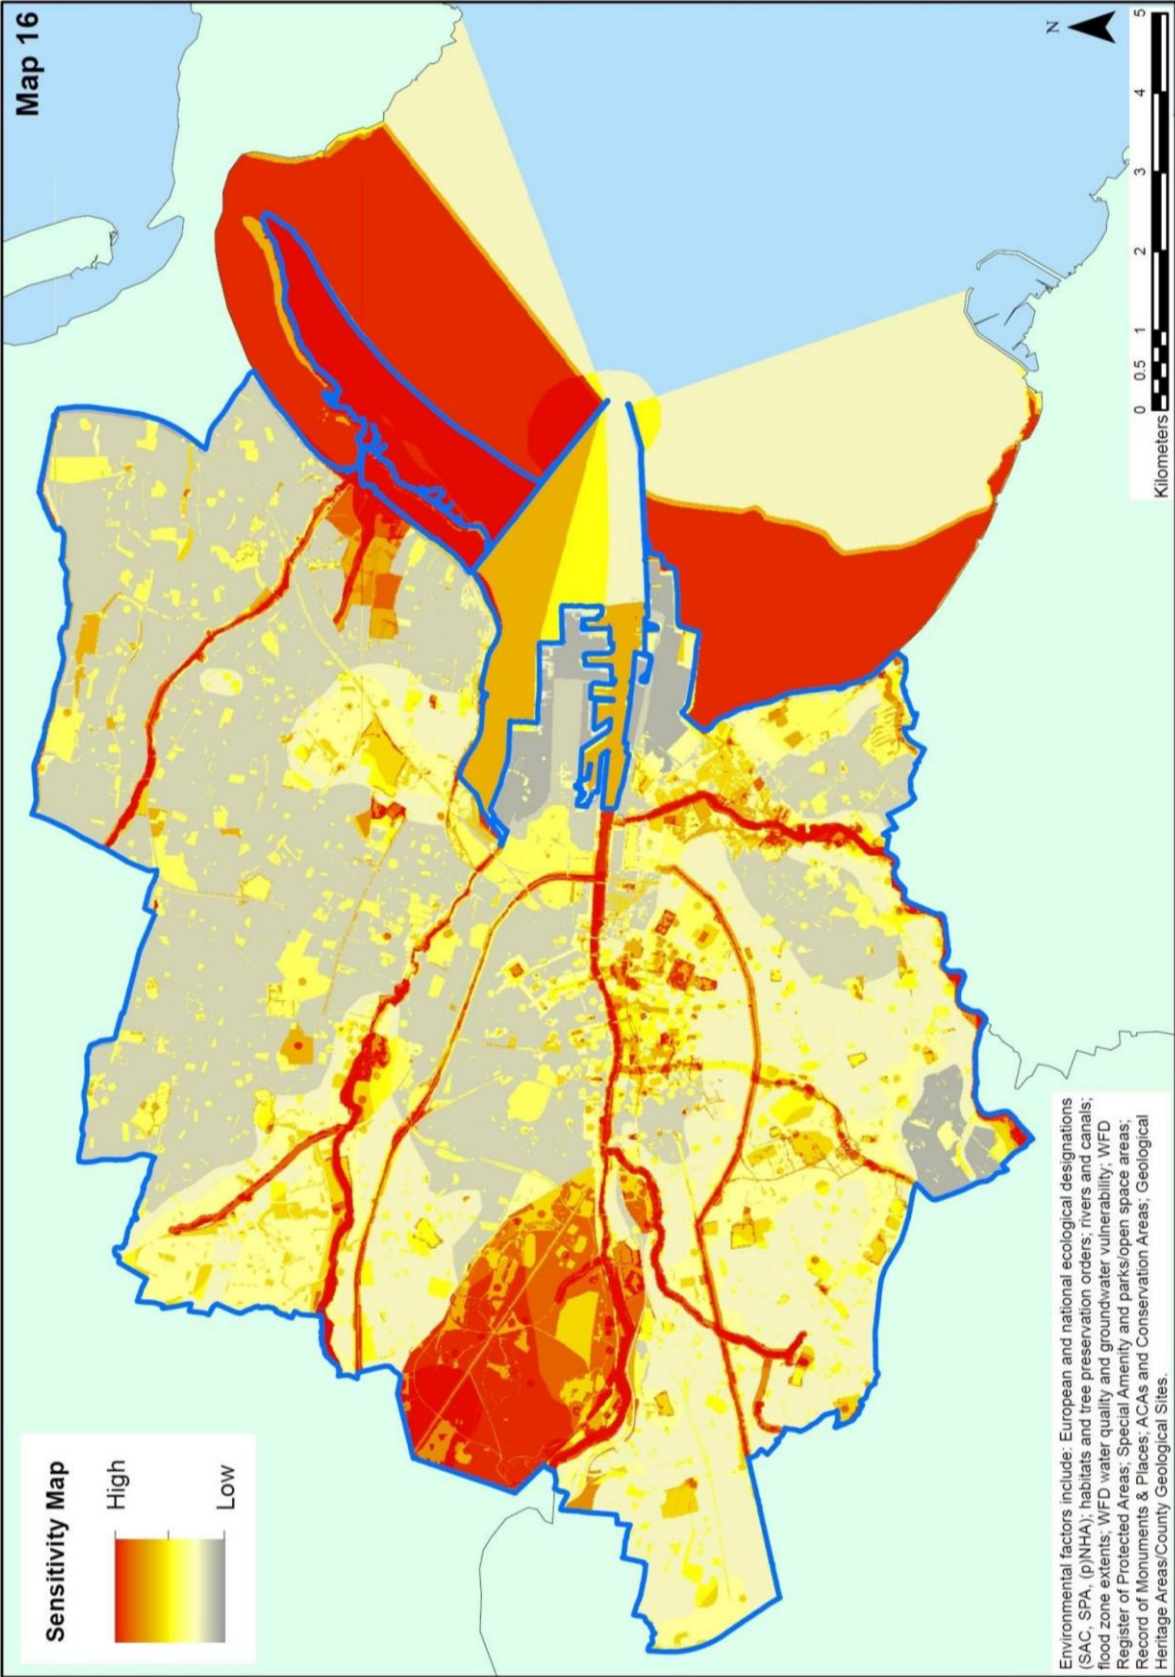 Map 16
Sensitivity Map
High
Low
N
0 0.5 1 2 3 4 5
Kilometers
Environmental factors include: European and national ecological designations
(SAC, SPA, (p)NHA); habitats and tree preservation orders; rivers and canals;
flood zone extents; WFD water quality and groundwater vulnerability; WFD
Register of Protected Areas; Special Amenity and parks/open space areas;
Record of Monuments & Places; ACAs and Conservation Areas; Geological
Heritage Areas/County Geological Sites.